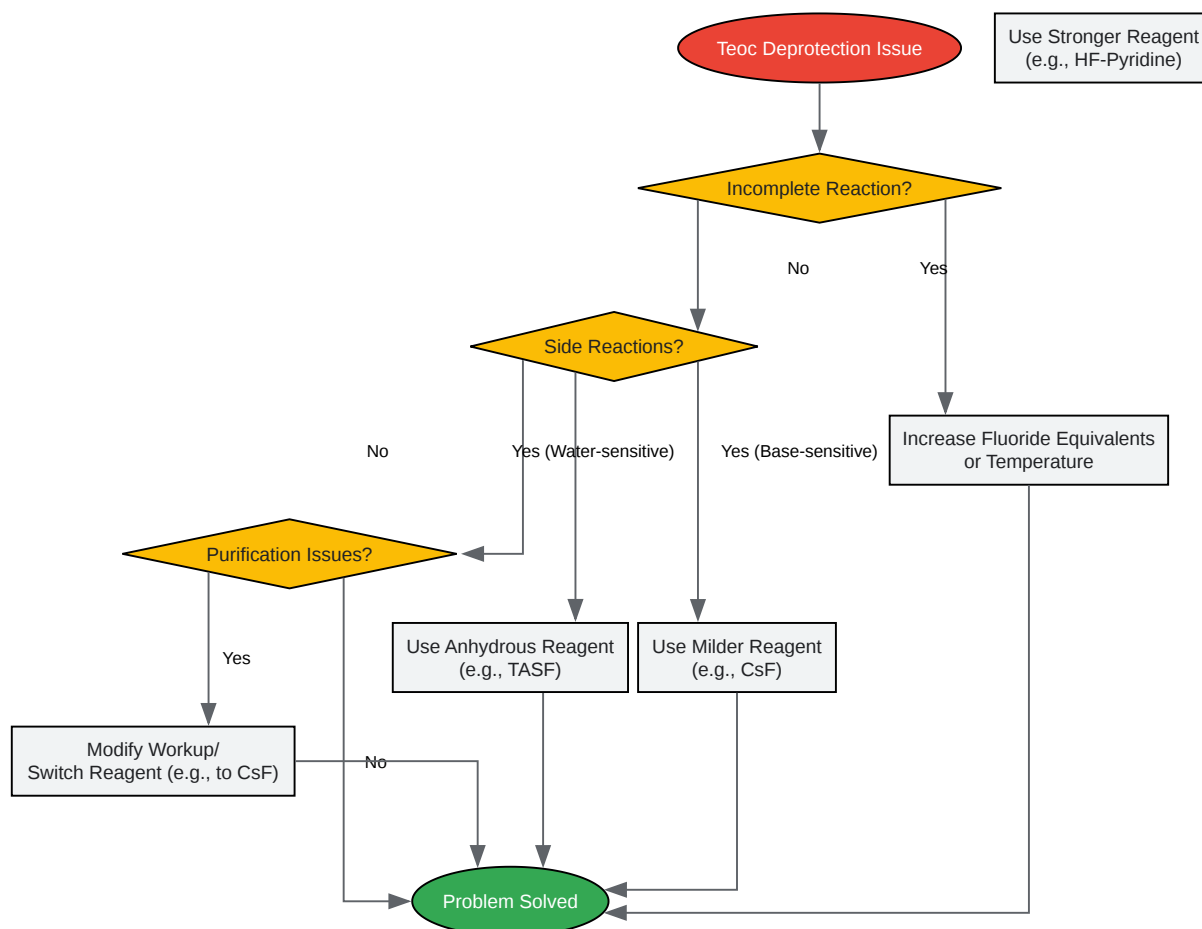 Teoc Deprotection Issue
Use Stronger Reagent
(e.g., HF-Pyridine)
Incomplete Reaction?
No
Yes
Side Reactions?
No
Yes (Water-sensitive)
Yes (Base-sensitive)
Increase Fluoride Equivalents
or Temperature
Purification Issues?
Yes
Use Anhydrous Reagent
(e.g., TASF)
Use Milder Reagent
(e.g., CsF)
Modify Workup/
Switch Reagent (e.g., to CsF)
No
Problem Solved